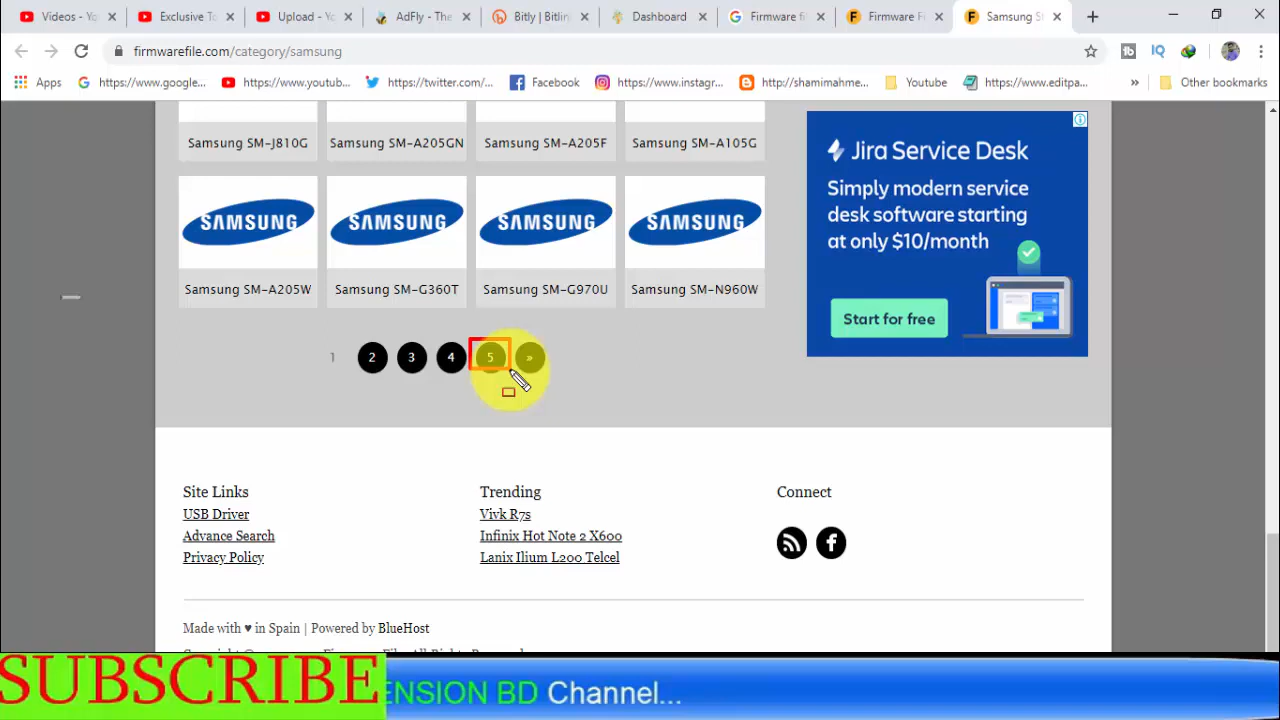 Videos - Yo
Exclusive To
Upload - Yo
AdFly - The
Bitly | Bitlin
Dashboard
Firmware fi
Firmware F
Samsung S
firmwarefile.com/category/samsung
Apps
https://www.google...
https://www.youtub...
https://twitter.com/...
Facebook
https://www.instagr...
http://shamimahme...
Youtube
https://www.editpa...
»
Other bookmarks
Samsung SM-J810G
Samsung SM-A205GN
Samsung SM-A205F
Samsung SM-A105G
SAMSUNG
SAMSUNG
SAMSUNG
SAMSUNG
Samsung SM-A205W
Samsung SM-G360T
Samsung SM-G970U
Samsung SM-N960W
Jira Service Desk
Simply modern service
desk software starting
at only $10/month
Start for free
1 2 3 4 5 »
Site Links
USB Driver
Advance Search
Privacy Policy
Trending
Vivk R7s
Infinix Hot Note 2 X600
Lanix Ilium L200 Telcel
Connect
Made with ♥ in Spain | Powered by BlueHost
SUBSCRIBE
ENSION BD Channel...